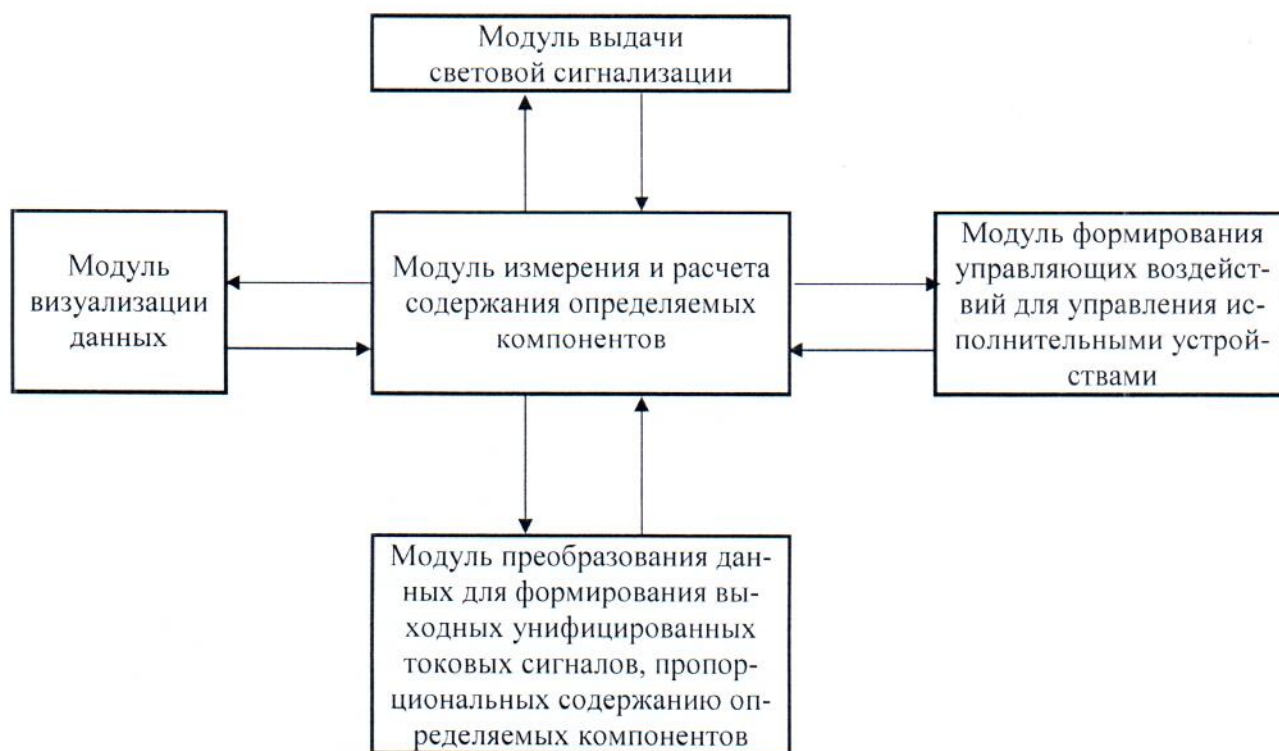 Модуль выдачи
световой сигнализации
Модуль
визуализации
данных
Модуль измерения и расчета
содержания определяемых
компонентов
Модуль формирования
управляющих воздейст-
вий для управления ис-
полнительными устрой-
ствами
Модуль преобразования дан-
ных для формирования вы-
ходных унифицированных
токовых сигналов, пропор-
циональных содержанию оп-
ределяемых компонентов